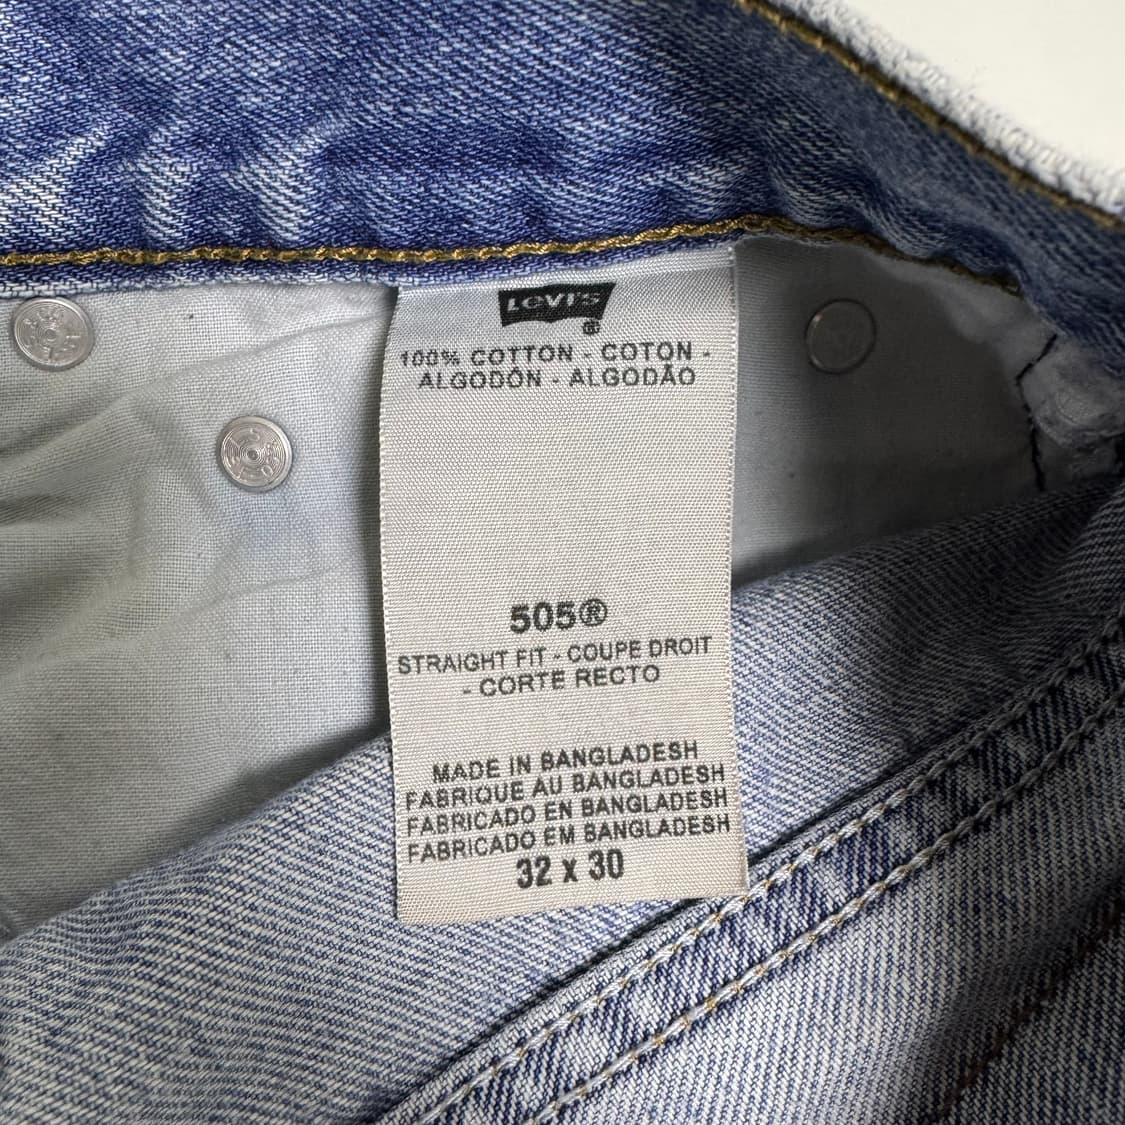 Levi's
®
100% COTTON - COTON -
ALGODÓN - ALGODÃO
505®
STRAIGHT FIT - COUPE DROIT
- CORTE RECTO
MADE IN BANGLADESH
FABRIQUE AU BANGLADESH
FABRICADO EN BANGLADESH
FABRICADO EM BANGLADESH
32 x 30